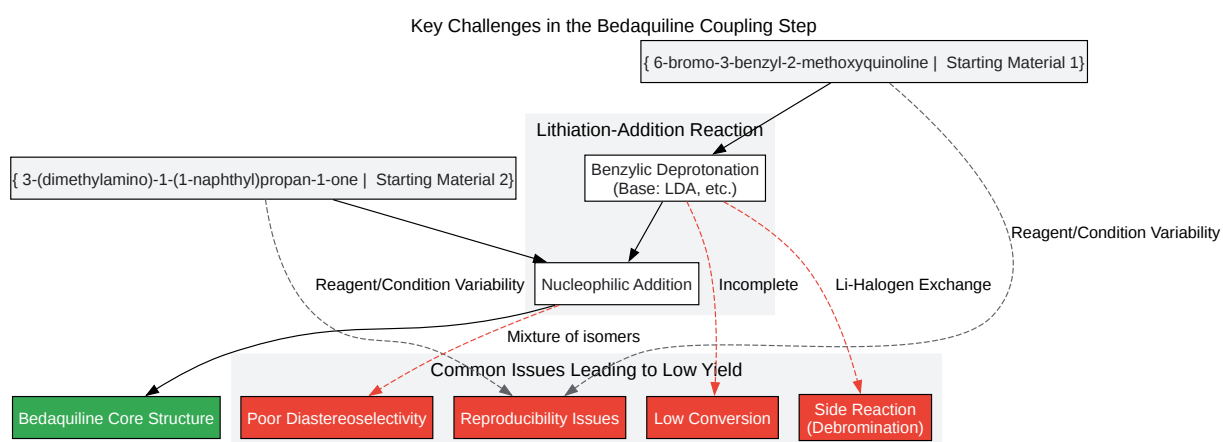 Key Challenges in the Bedaquiline Coupling Step
{ 6-bromo-3-benzyl-2-methoxyquinoline |  Starting Material 1}
Lithiation-Addition Reaction
Benzylic Deprotonation
(Base: LDA, etc.)
{ 3-(dimethylamino)-1-(1-naphthyl)propan-1-one |  Starting Material 2}
Reagent/Condition Variability
Reagent/Condition Variability
Nucleophilic Addition
Incomplete
Li-Halogen Exchange
Mixture of isomers
Common Issues Leading to Low Yield
Bedaquiline Core Structure
Poor Diastereoselectivity
Reproducibility Issues
Low Conversion
Side Reaction
(Debromination)